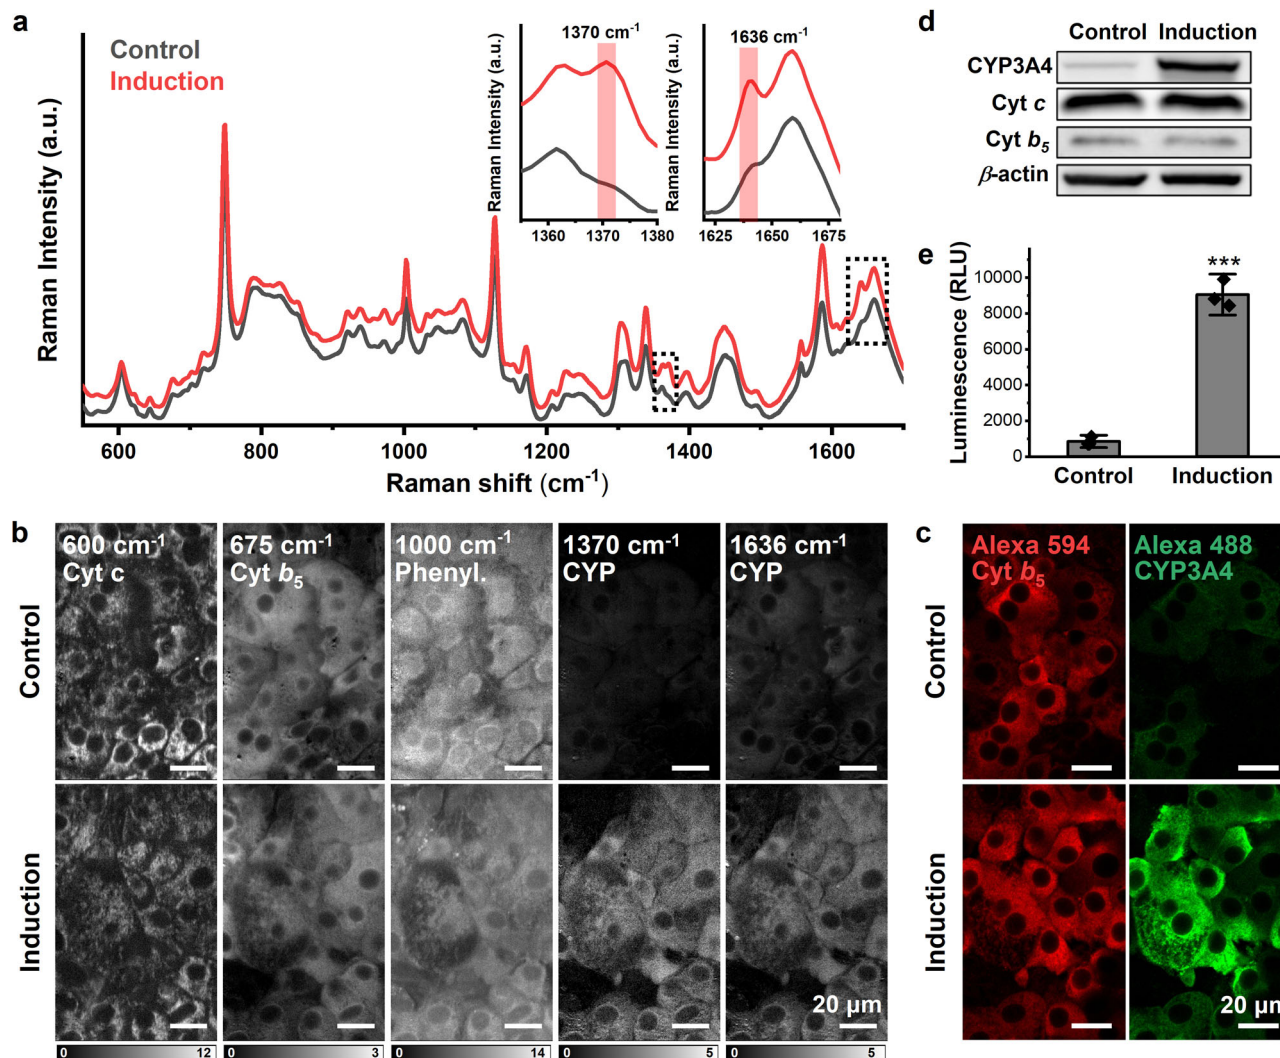 a
Control
Induction
Raman Intensity (a.u.)
Raman shift (cm⁻¹)
600
800
1000
1200
1400
1600
1370 cm⁻¹
Raman Intensity (a.u.)
1360
1370
1380
1636 cm⁻¹
Raman Intensity (a.u.)
1625
1650
1675
d
Control Induction
CYP3A4
Cyt c
Cyt b₅
β-actin
e
***
Luminescence (RLU)
10000
8000
6000
4000
2000
0
Control
Induction
b
600 cm⁻¹
Cyt c
675 cm⁻¹
Cyt b₅
1000 cm⁻¹
Phenyl.
1370 cm⁻¹
CYP
1636 cm⁻¹
CYP
Control
Induction
20 μm
0 12
0 3
0 14
0 5
0 5
c
Alexa 594
Cyt b₅
Alexa 488
CYP3A4
Control
Induction
20 μm